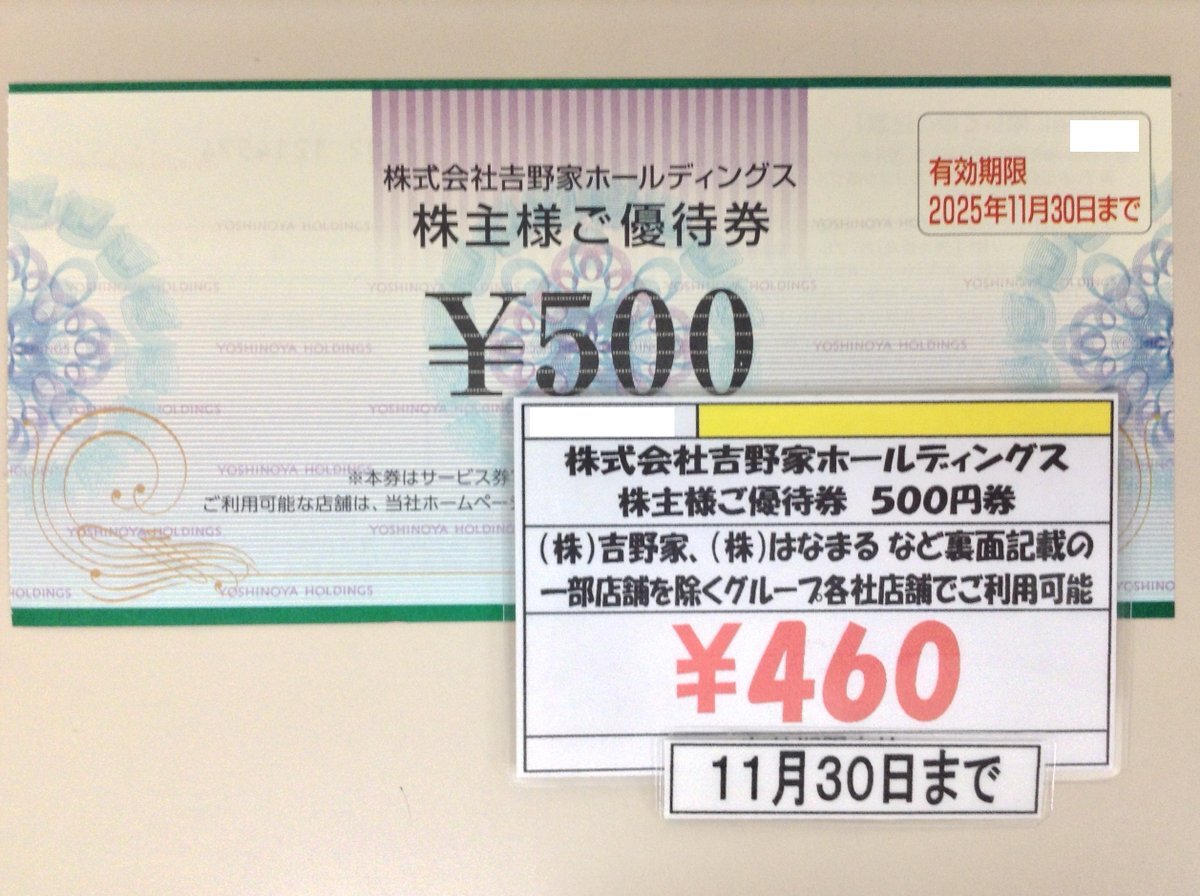 株式会社吉野家ホールディングス
株主様ご優待券
有効期限
2025年11月30日まで
¥500
YOSHINOYA HOLDINGS
※本券はサービス券
ご利用可能な店舗は、当社ホームペー
株式会社吉野家ホールディングス
株主様ご優待券 500円券
(株)吉野家、(株)はなまる など裏面記載の
一部店舗を除くグループ各社店舗でご利用可能
¥460
11月30日まで